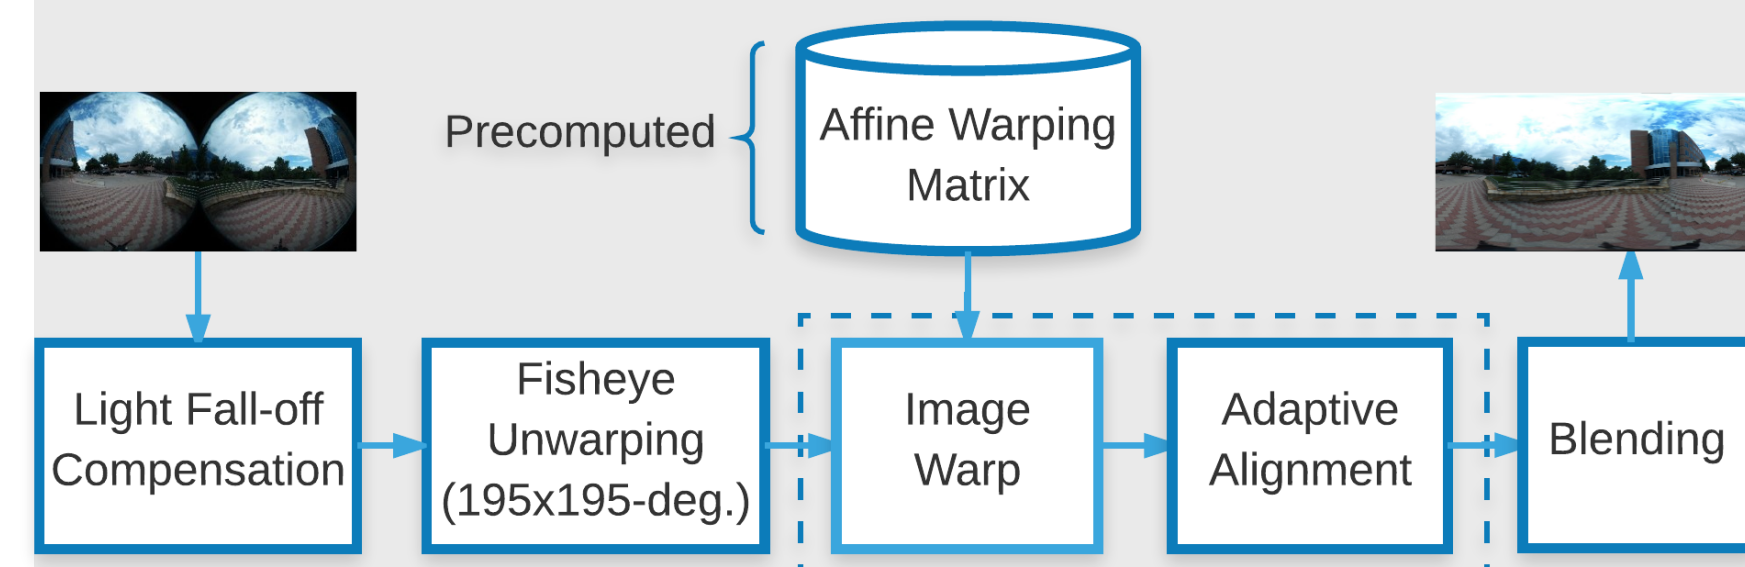 Precomputed
Affine Warping
Matrix
Light Fall-off
Compensation
Fisheye
Unwarping
(195x195-deg.)
Image
Warp
Adaptive
Alignment
Blending